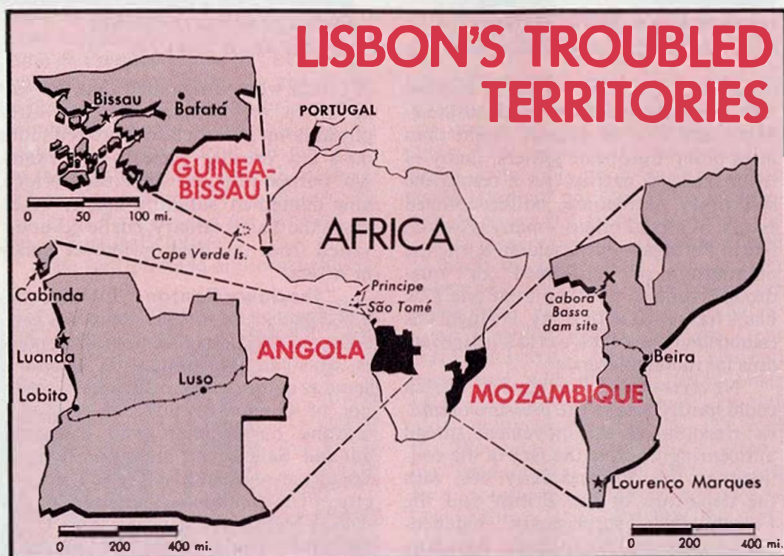 LISBON'S TROUBLED
TERRITORIES
PORTUGAL
Bissau
Bafatá
GUINEA-
BISSAU
0 50 100 mi.
AFRICA
Cape Verde Is.
Principe
São Tomé
Cabinda
Luanda
Lobito
Luso
ANGOLA
0 200 400 mi.
MOZAMBIQUE
Cabora
Bassa
dam site
Beira
Lourenço Marques
0 200 400 mi.